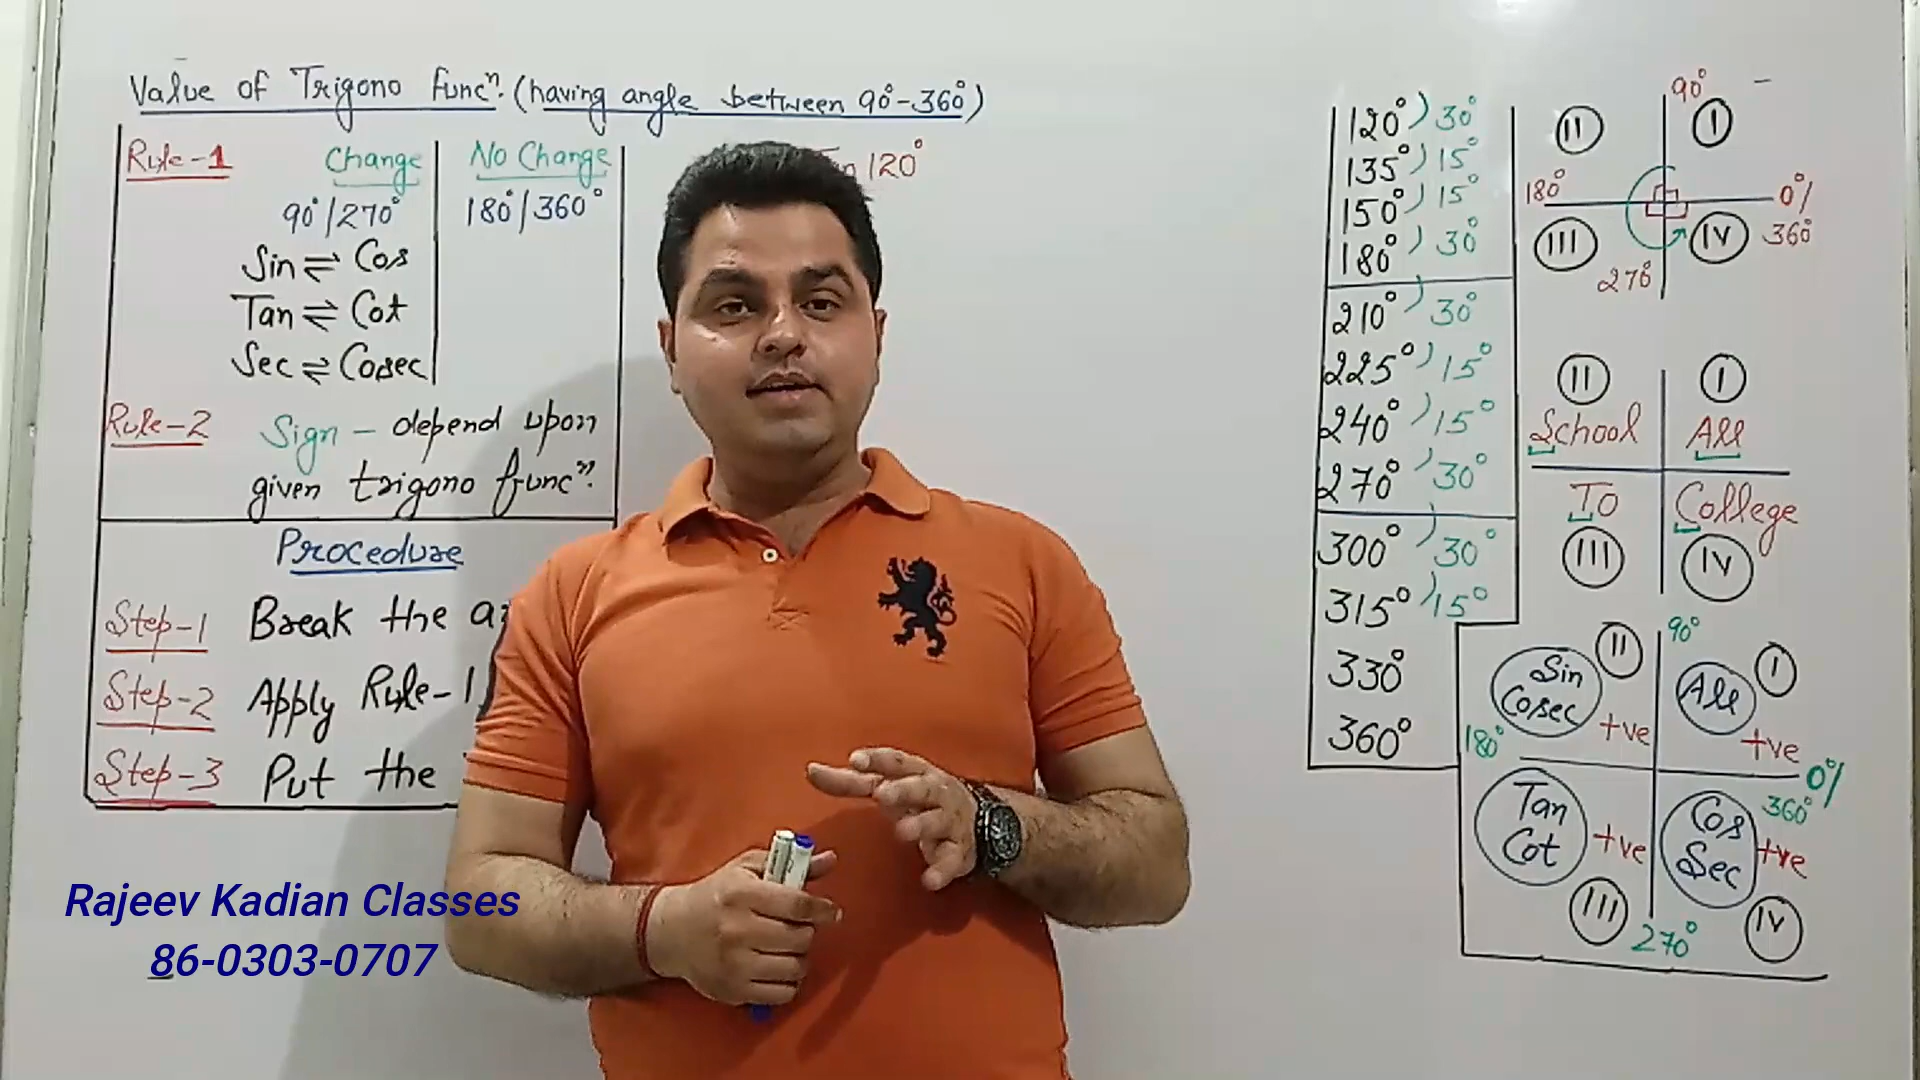 Value of Trigono funcⁿ. (having angle between 90°-360°)
Rule-1
Change
90°/270°
Sin ⇌ Cos
Tan ⇌ Cot
Sec ⇌ Cosec
No Change
180°/360°
Rule-2
Sign - depend upon
given trigono funcⁿ.
Procedure
Step-1 Break the
Step-2 Apply Rule-1
Step-3 Put the
120°
Rajeev Kadian Classes
86-0303-0707
120° ) 30°
135° ) 15°
150° ) 15°
180° ) 30°
210° ) 30°
225° ) 15°
240° ) 15°
270° ) 30°
300° ) 30°
315° ) 15°
330°
360°
90°
II I
180° 0°/
360°
III IV
270°
II I
School All
To College
III IV
90°
II I
Sin
Cosec
+ve
All
+ve
180° 0°/
360°
Tan
Cot
+ve
Cos
Sec
+ve
III IV
270°